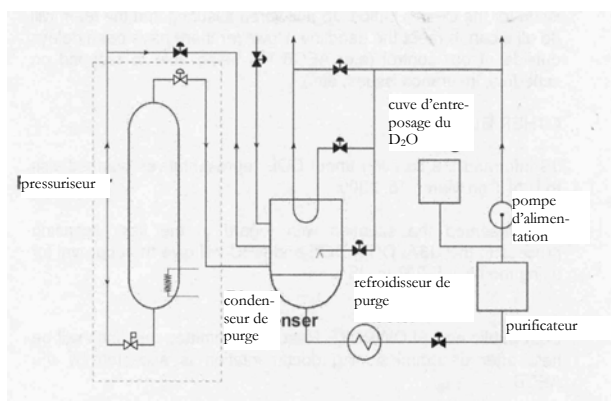 cuve d'entre-
posage du
D2O
pressuriseur
pompe
d'alimen-
tation
refroidisseur de
purge
conden-
seur de
purge
nser
purificateur